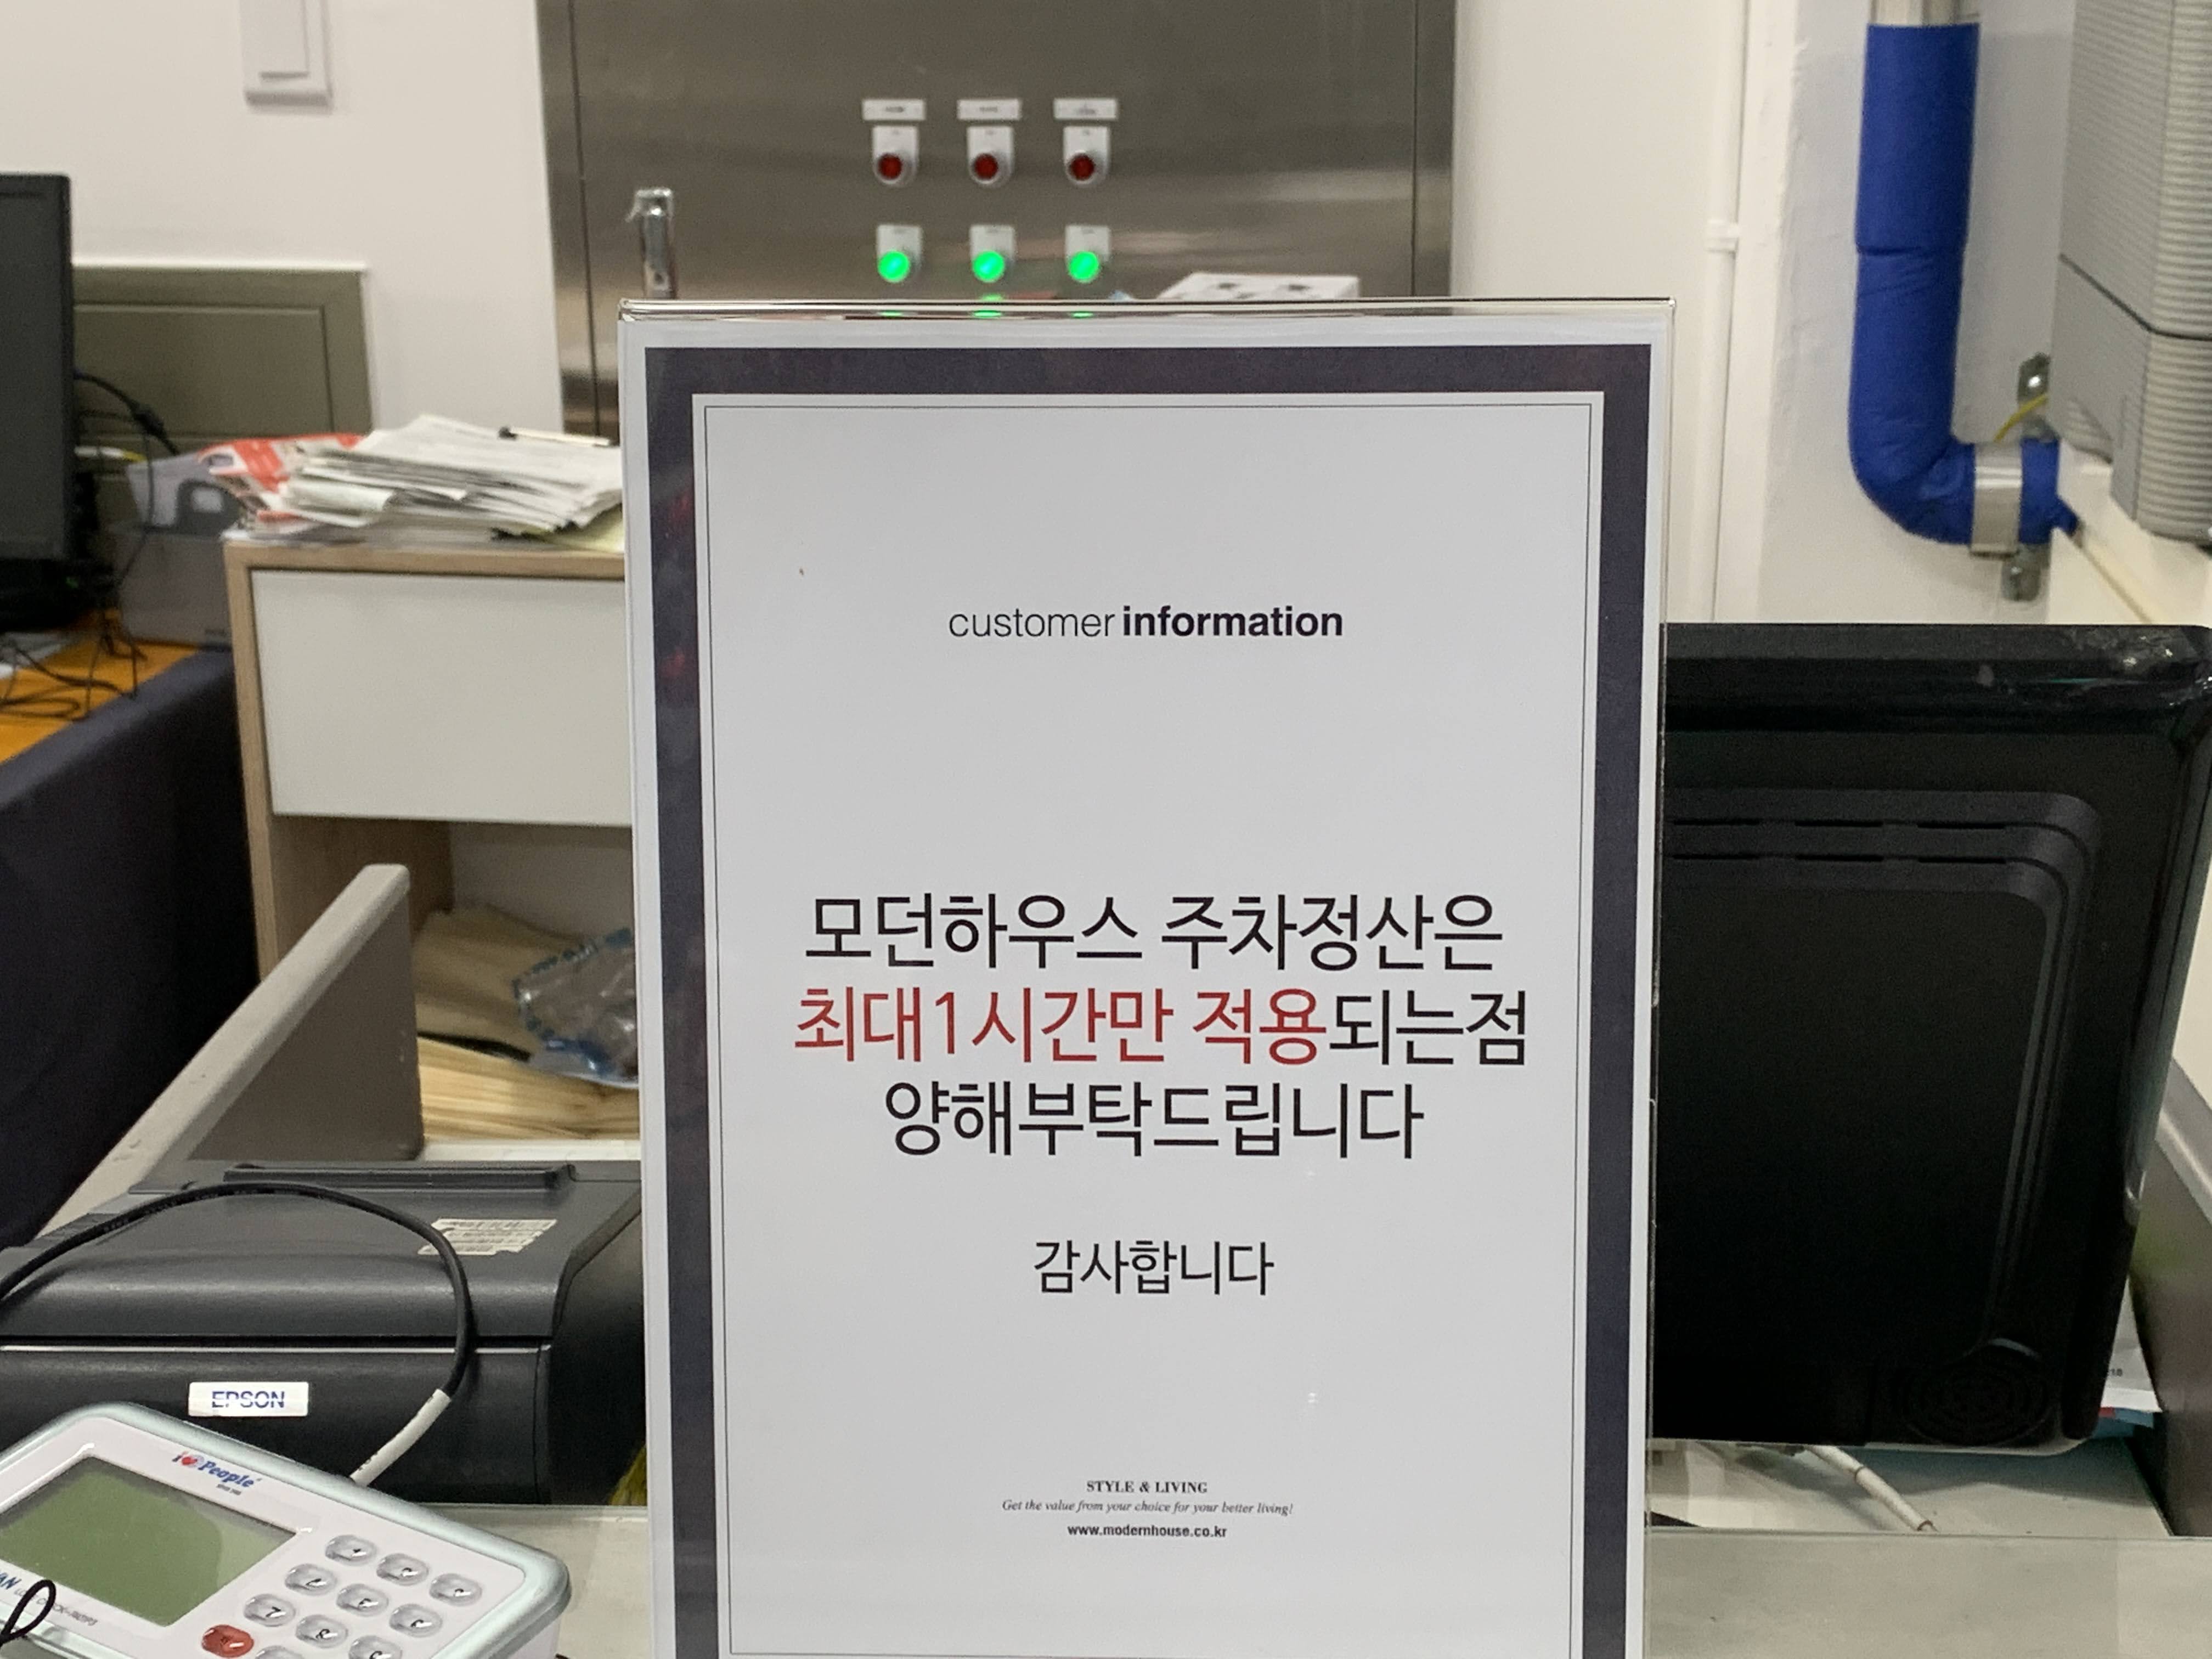 customer information
모던하우스 주차정산은
최대1시간만 적용되는점
양해부탁드립니다
감사합니다
STYLE & LIVING
Get the value from your choice for your better living!
www.modernhouse.co.kr
EPSON
i People